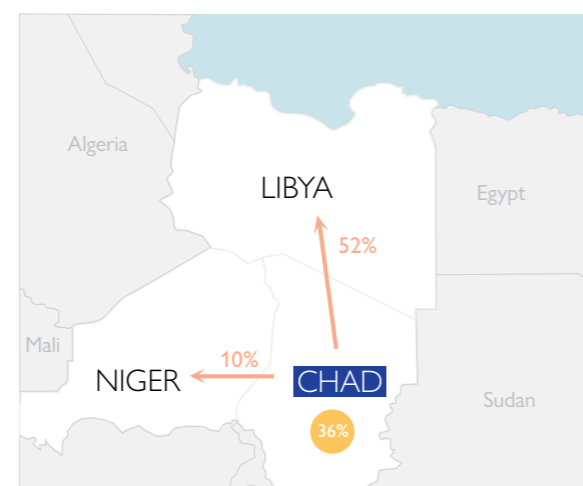 Algeria
LIBYA
Egypt
52%
Mali
10%
NIGER
CHAD
Sudan
36%